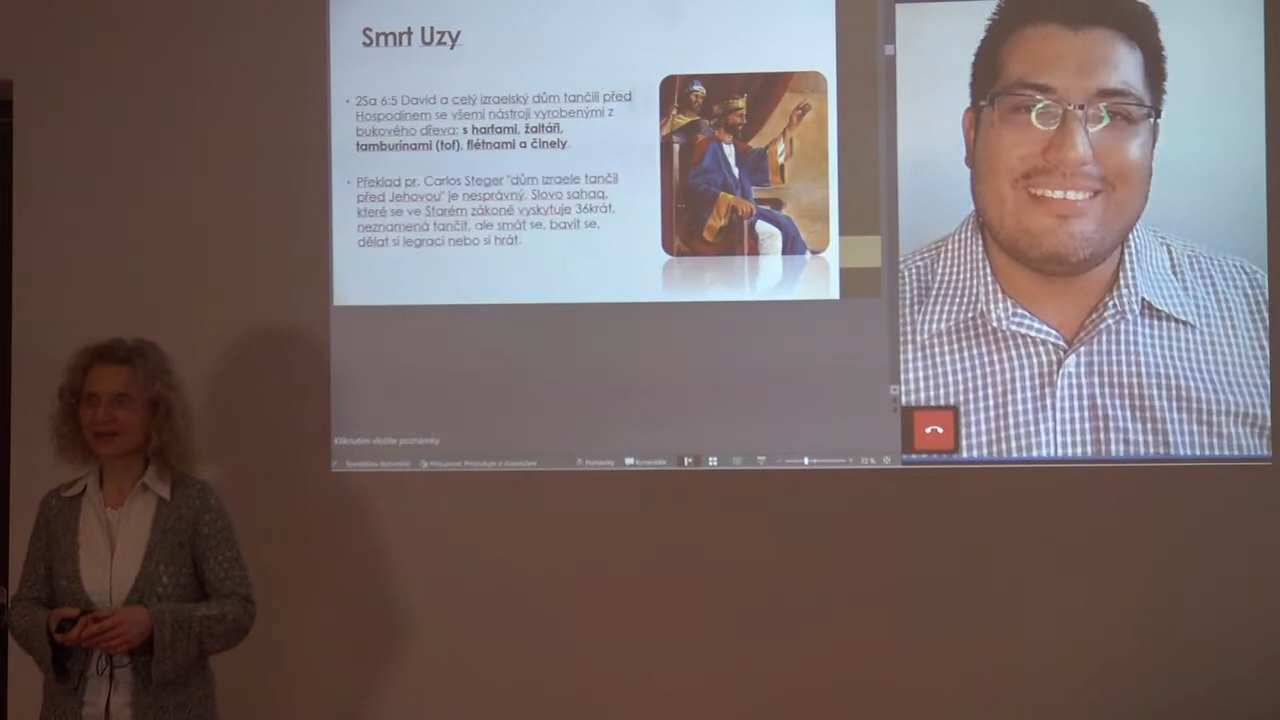 Smrt Uzy
• 2Sa 6:5 David a celý izraelský dům tančili před
Hospodinem se všemi nástroji vyrobenými z
bukového dřeva: s harfami, žaltáři,
tamburínami (tof), flétnami a činely.
• Překlad pr. Carlos Steger "dům Izraele tančil
před Jehovou" je nesprávný. Slovo sahaq,
které se ve Starém zákoně vyskytuje 36krát,
neznamená tančit, ale smát se, bavit se,
dělat si legraci nebo si hrát.
Kliknutím vložíte poznámky
Poznámky Komentáře 72 %